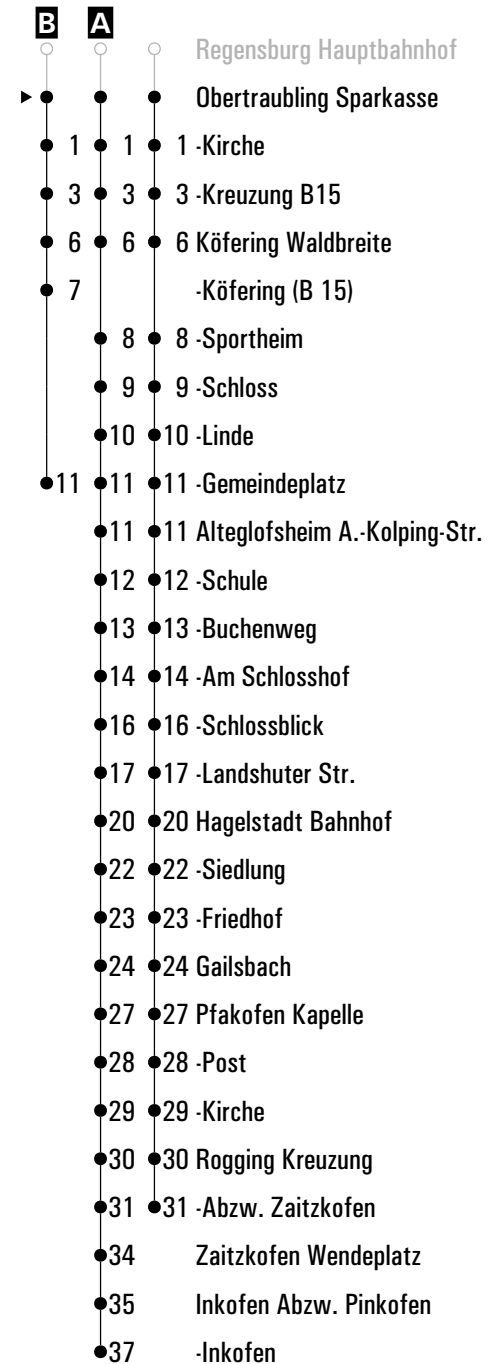 B A
Regensburg Hauptbahnhof
Obertraubling Sparkasse
1 1 1 -Kirche
3 3 3 -Kreuzung B15
6 6 6 Köfering Waldbreite
7 -Köfering (B 15)
8 8 -Sportheim
9 9 -Schloss
10 10 -Linde
11 11 11 -Gemeindeplatz
11 11 Alteglofsheim A.-Kolping-Str.
12 12 -Schule
13 13 -Buchenweg
14 14 -Am Schlosshof
16 16 -Schlossblick
17 17 -Landshuter Str.
20 20 Hagelstadt Bahnhof
22 22 -Siedlung
23 23 -Friedhof
24 24 Gailsbach
27 27 Pfakofen Kapelle
28 28 -Post
29 29 -Kirche
30 30 Rogging Kreuzung
31 31 -Abzw. Zaitzkofen
34 Zaitzkofen Wendeplatz
35 Inkofen Abzw. Pinkofen
37 -Inkofen